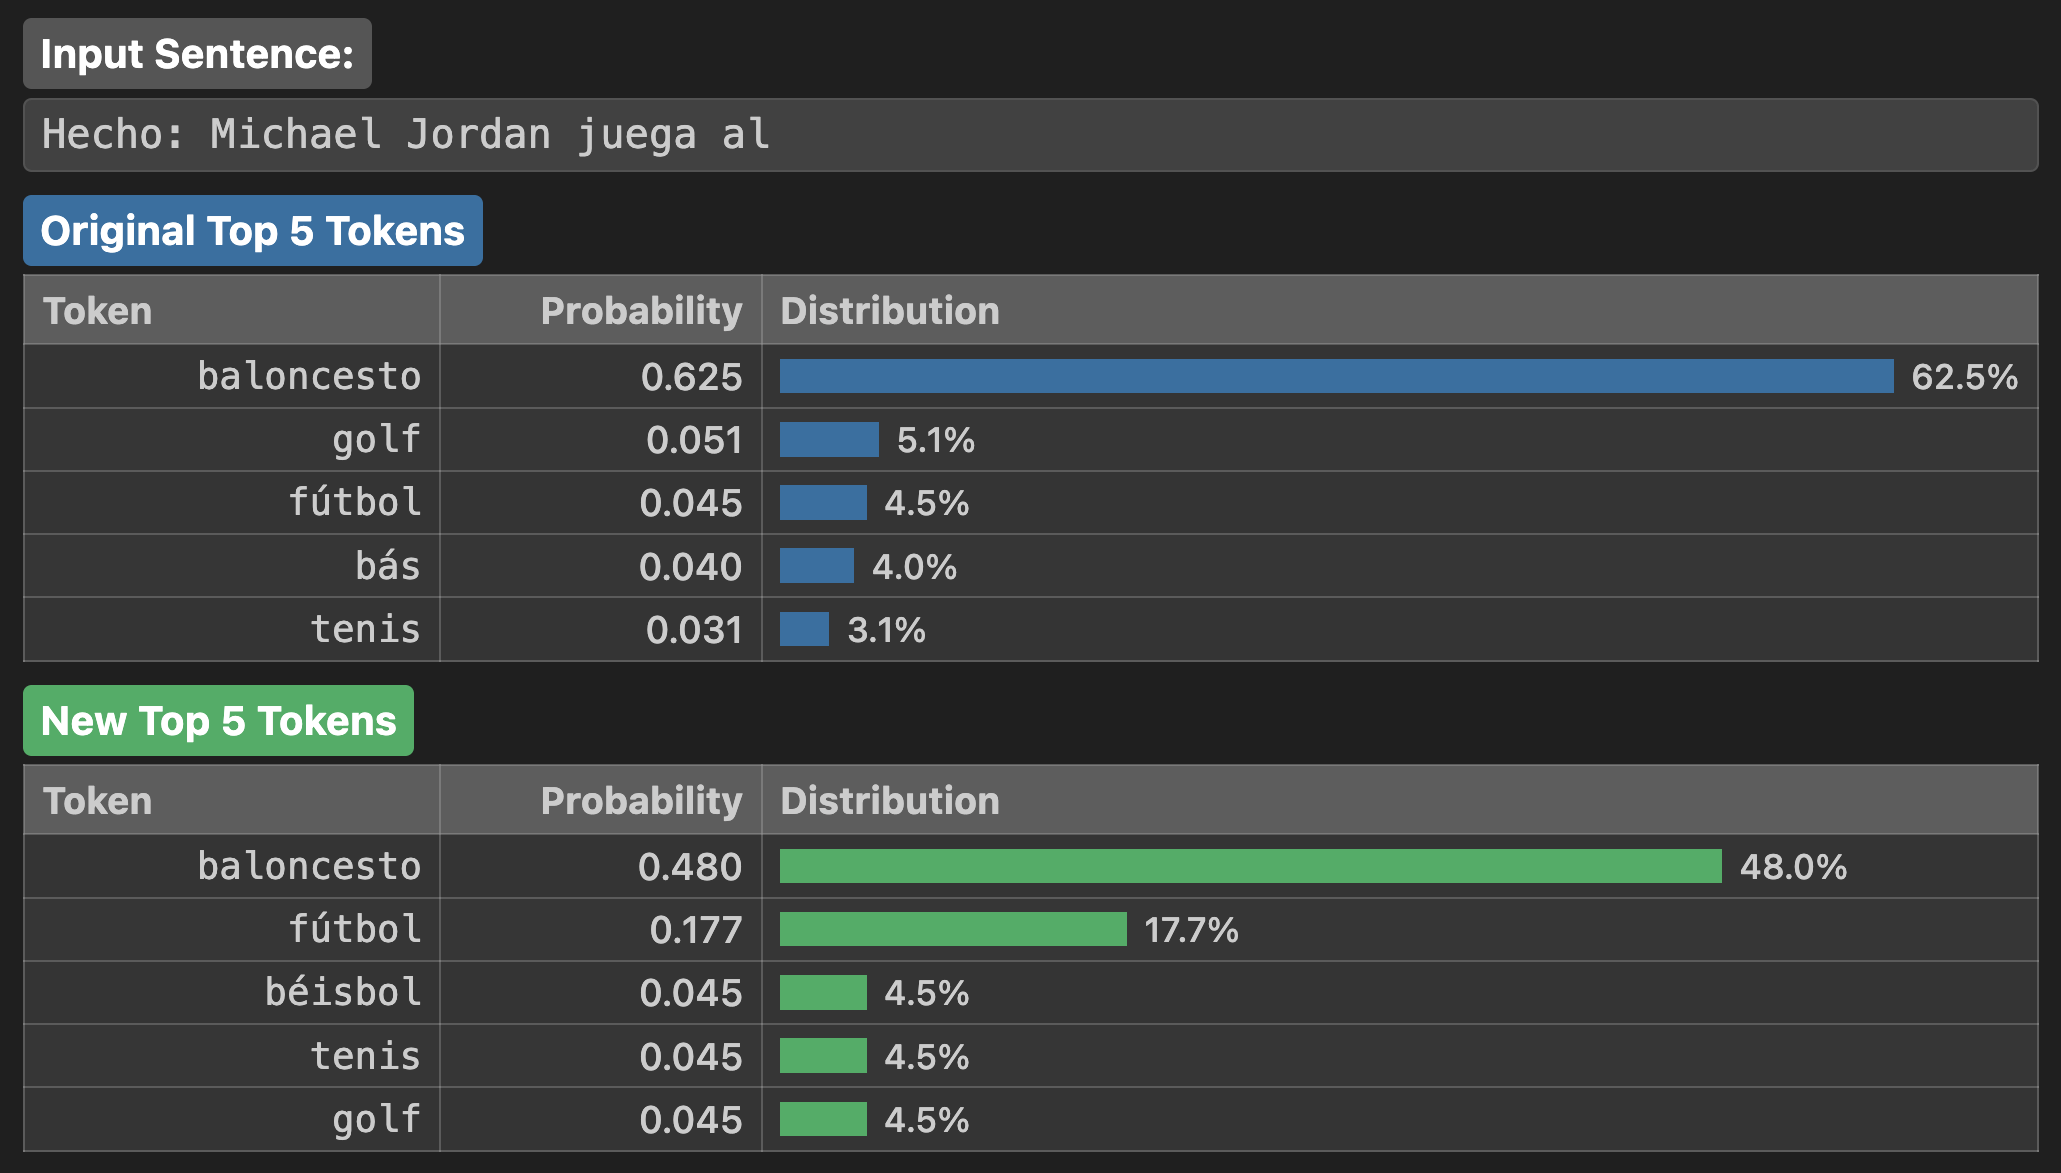 Input Sentence:
Hecho: Michael Jordan juega al
Original Top 5 Tokens
Token Probability Distribution
baloncesto 0.625 62.5%
golf 0.051 5.1%
fútbol 0.045 4.5%
bás 0.040 4.0%
tenis 0.031 3.1%
New Top 5 Tokens
Token Probability Distribution
baloncesto 0.480 48.0%
fútbol 0.177 17.7%
béisbol 0.045 4.5%
tenis 0.045 4.5%
golf 0.045 4.5%